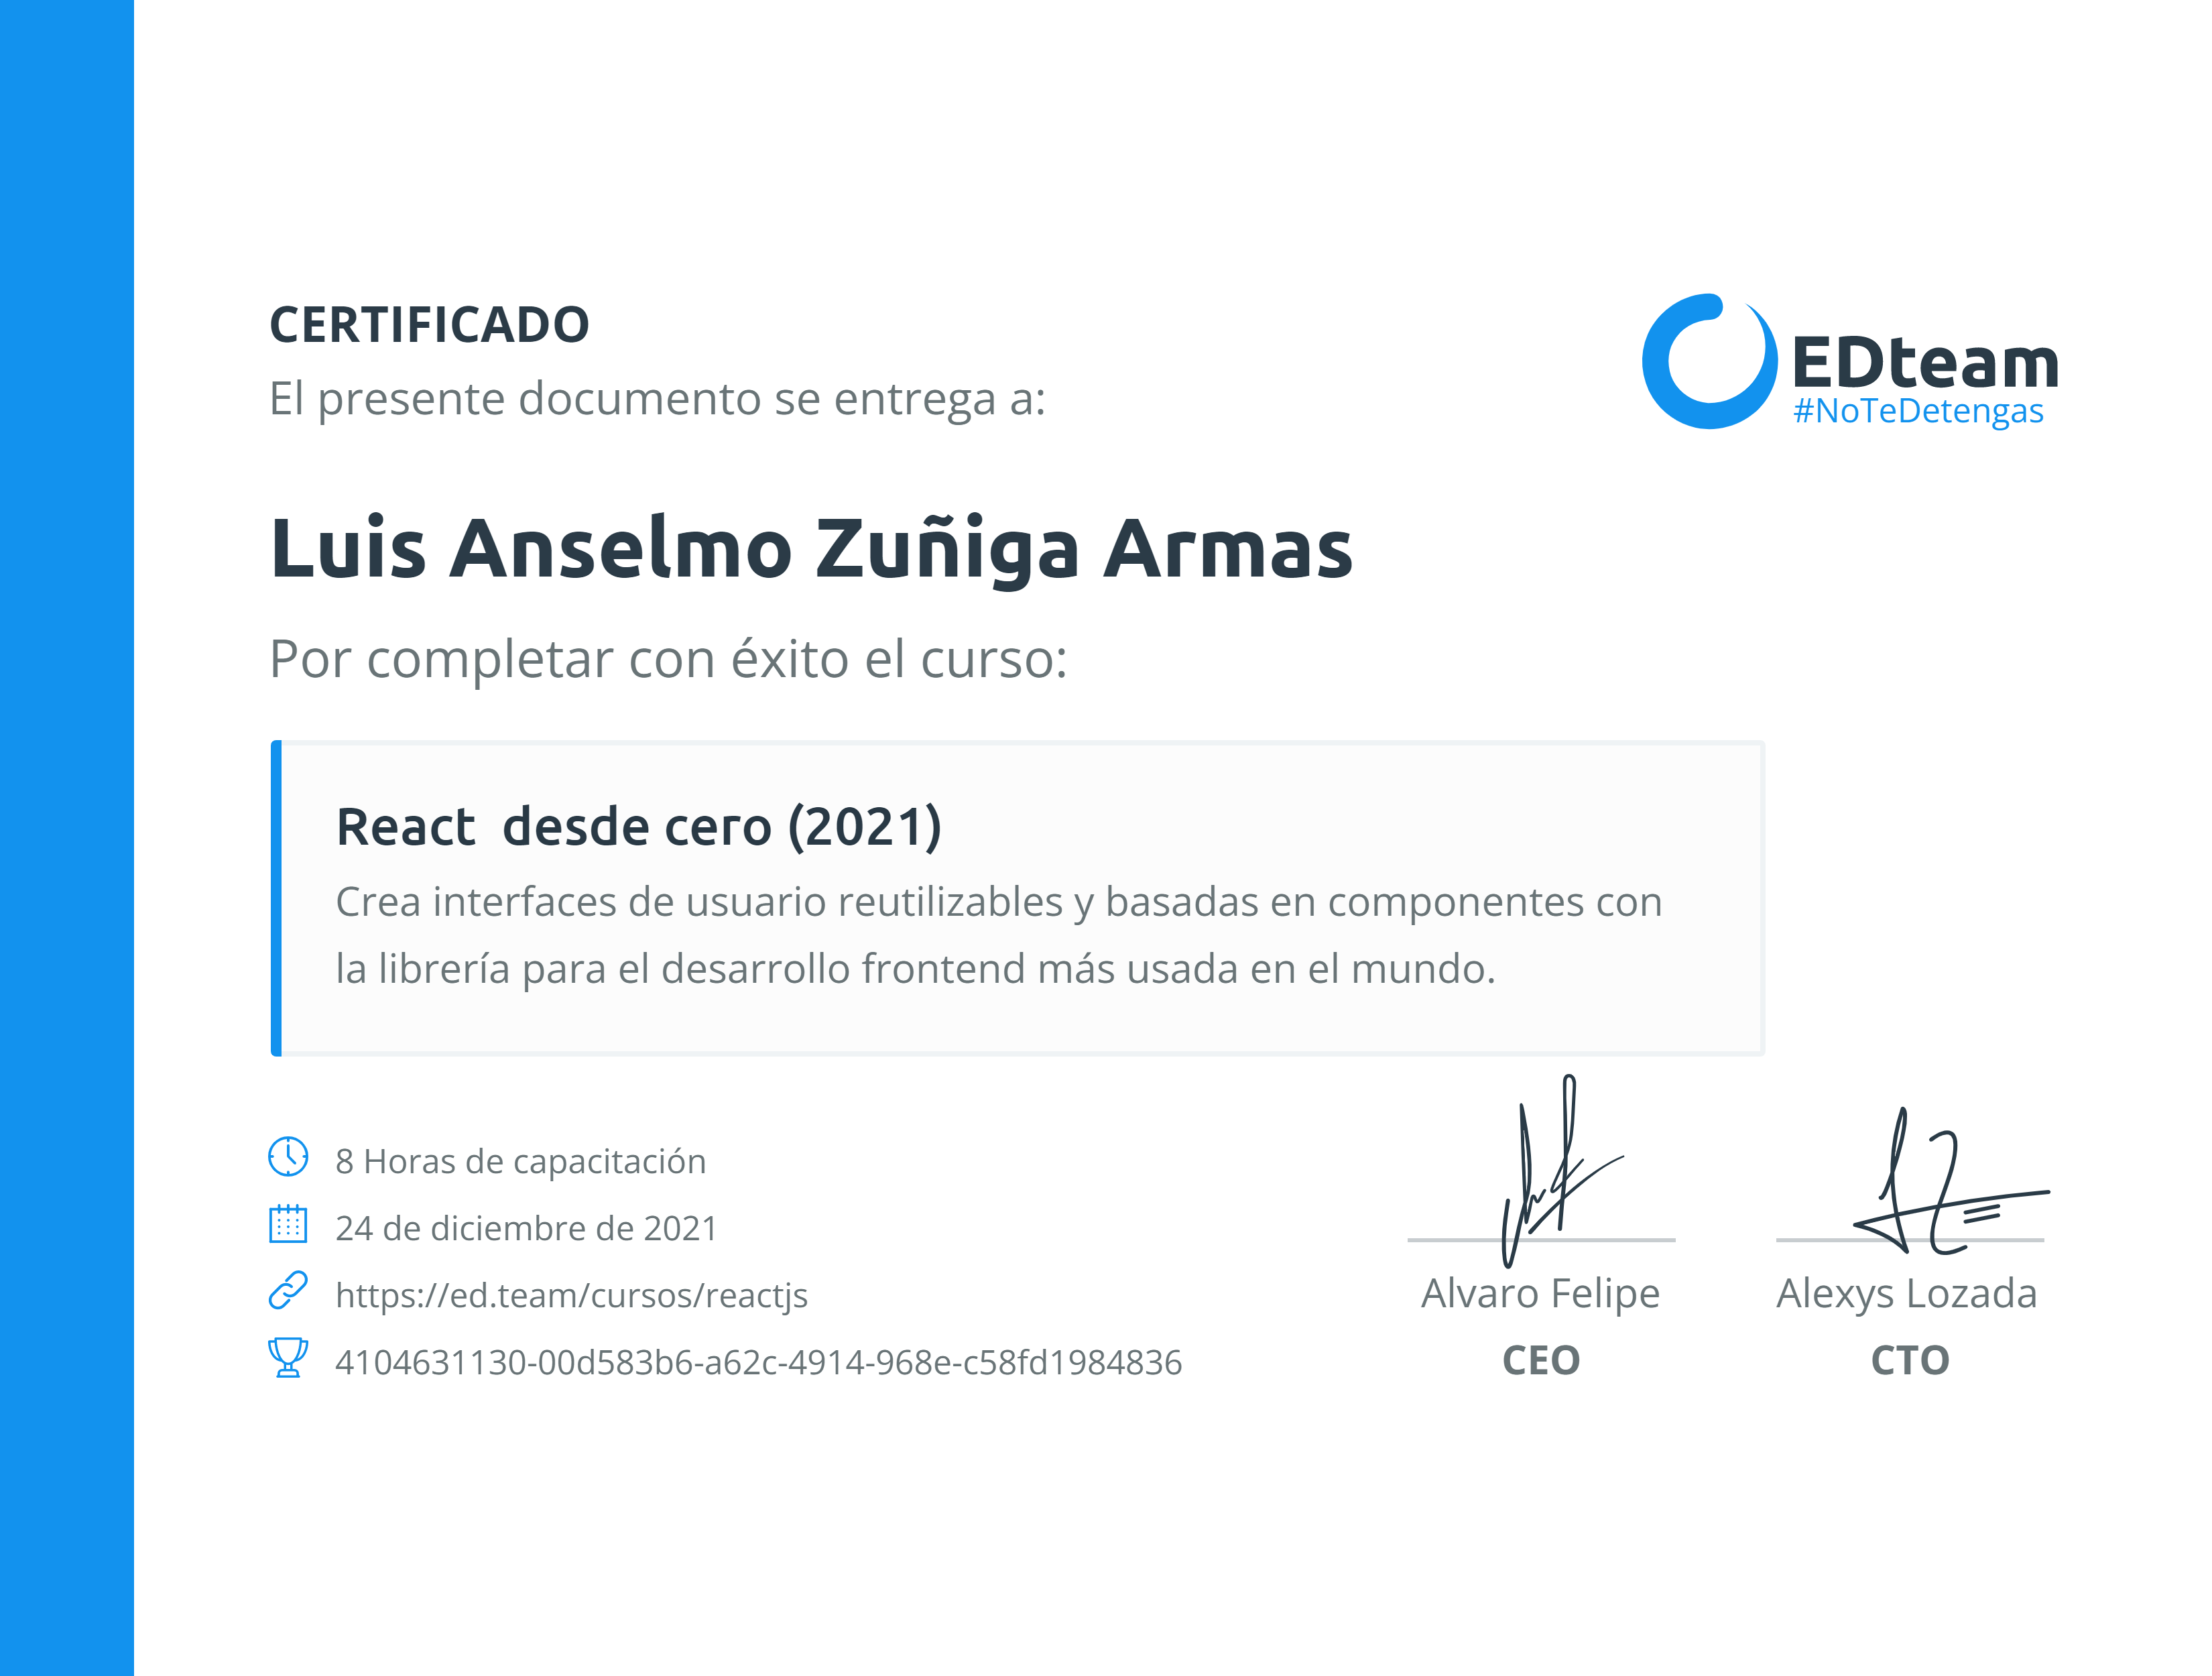 CERTIFICADO
El presente documento se entrega a:
EDteam
#NoTeDetengas
Luis Anselmo Zuñiga Armas
Por completar con éxito el curso:
React  desde cero (2021)
Crea interfaces de usuario reutilizables y basadas en componentes con
la librería para el desarrollo frontend más usada en el mundo.
8 Horas de capacitación
24 de diciembre de 2021
https://ed.team/cursos/reactjs
4104631130-00d583b6-a62c-4914-968e-c58fd1984836
Alvaro Felipe
CEO
Alexys Lozada
CTO